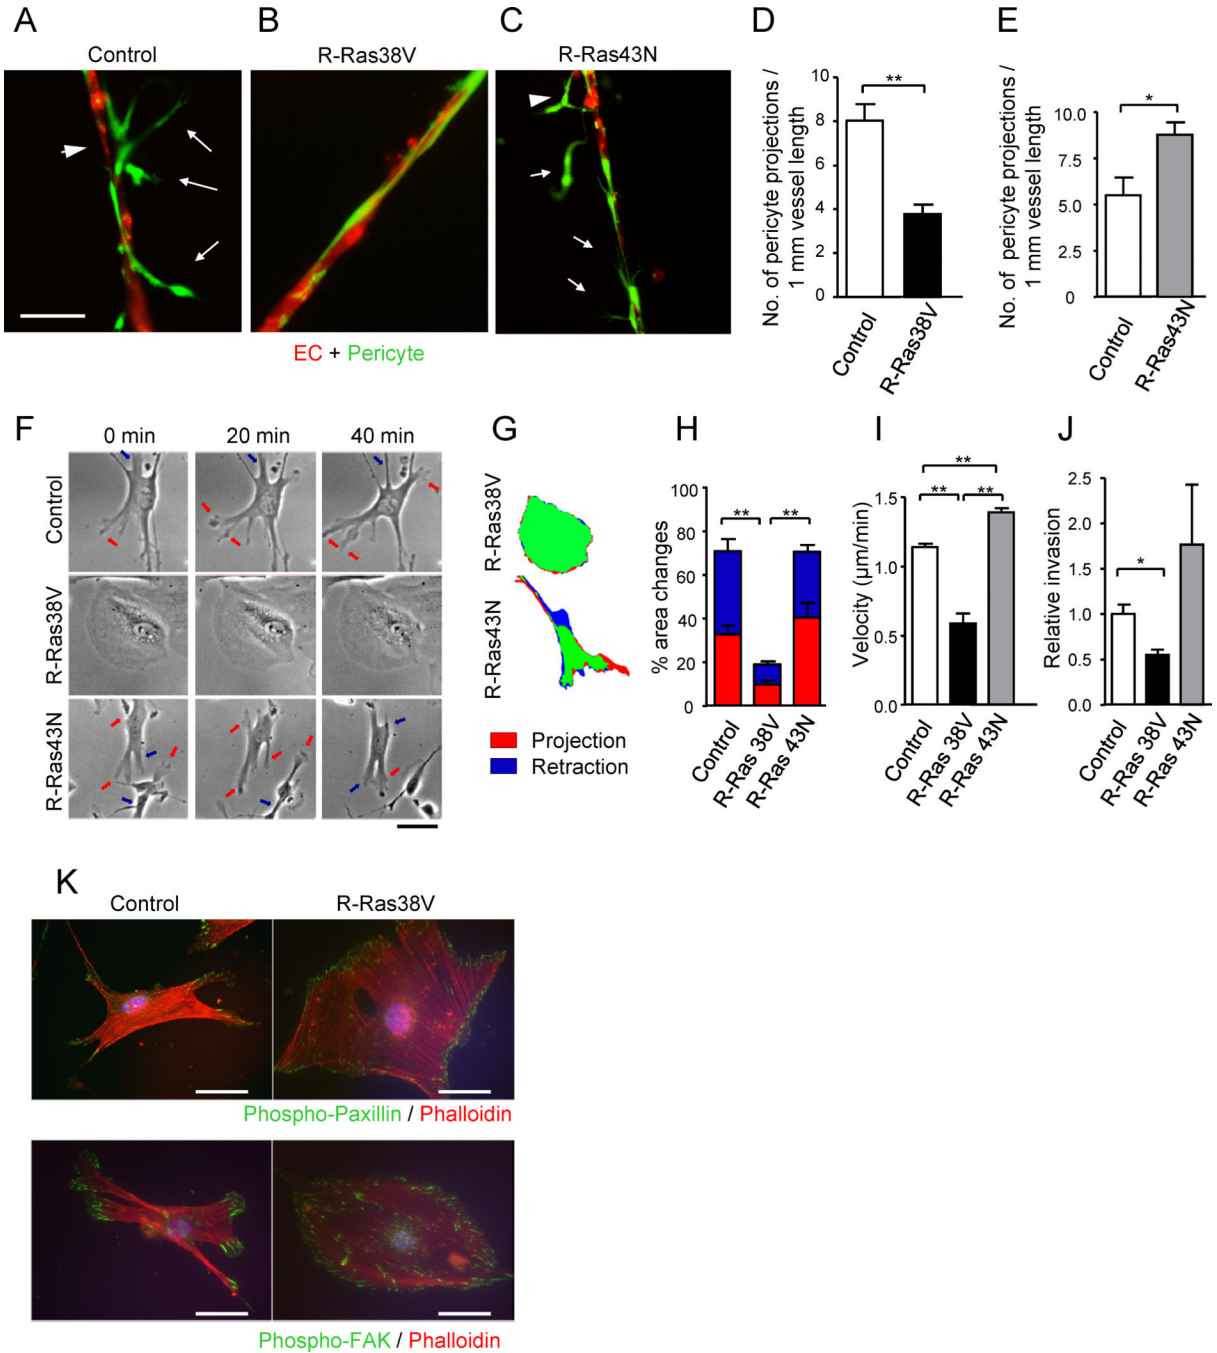 A
Control
B
R-Ras38V
C
R-Ras43N
EC + Pericyte
D
No. of pericyte projections /
1 mm vessel length
10
8
6
4
2
0
**
Control
R-Ras38V
E
No. of pericyte projections /
1 mm vessel length
10.0
7.5
5.0
2.5
0
*
Control
R-Ras43N
F
0 min
20 min
40 min
Control
R-Ras38V
R-Ras43N
G
R-Ras38V
R-Ras43N
Projection
Retraction
H
% area changes
100
80
60
40
20
0
**
**
Control
R-Ras 38V
R-Ras 43N
I
Velocity (µm/min)
1.5
1.0
0.5
0.0
**
**
**
Control
R-Ras 38V
R-Ras 43N
J
Relative invasion
2.5
2.0
1.5
1.0
0.5
0
*
Control
R-Ras 38V
R-Ras 43N
K
Control
R-Ras38V
Phospho-Paxillin / Phalloidin
Phospho-FAK / Phalloidin